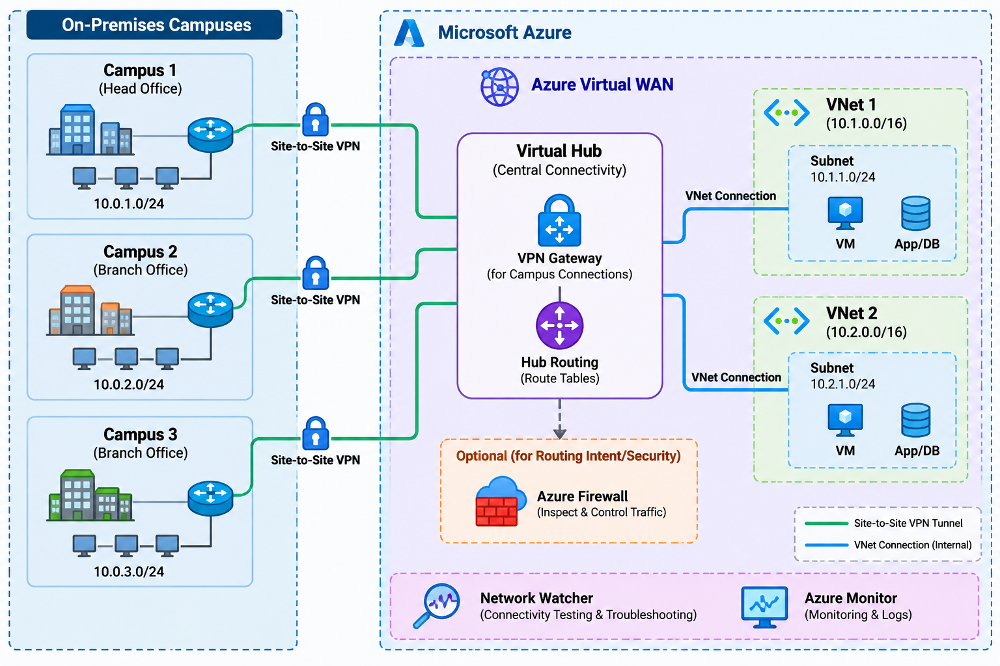 On-Premises Campuses
Campus 1
(Head Office)
10.0.1.0/24
Site-to-Site VPN
Campus 2
(Branch Office)
10.0.2.0/24
Site-to-Site VPN
Campus 3
(Branch Office)
10.0.3.0/24
Site-to-Site VPN
Microsoft Azure
Azure Virtual WAN
Virtual Hub
(Central Connectivity)
VPN Gateway
(for Campus Connections)
Hub Routing
(Route Tables)
Optional (for Routing Intent/Security)
Azure Firewall
(Inspect & Control Traffic)
VNet Connection
VNet 1
(10.1.0.0/16)
Subnet
10.1.1.0/24
VM
App/DB
VNet Connection
VNet 2
(10.2.0.0/16)
Subnet
10.2.1.0/24
VM
App/DB
Site-to-Site VPN Tunnel
VNet Connection (Internal)
Network Watcher
(Connectivity Testing & Troubleshooting)
Azure Monitor
(Monitoring & Logs)